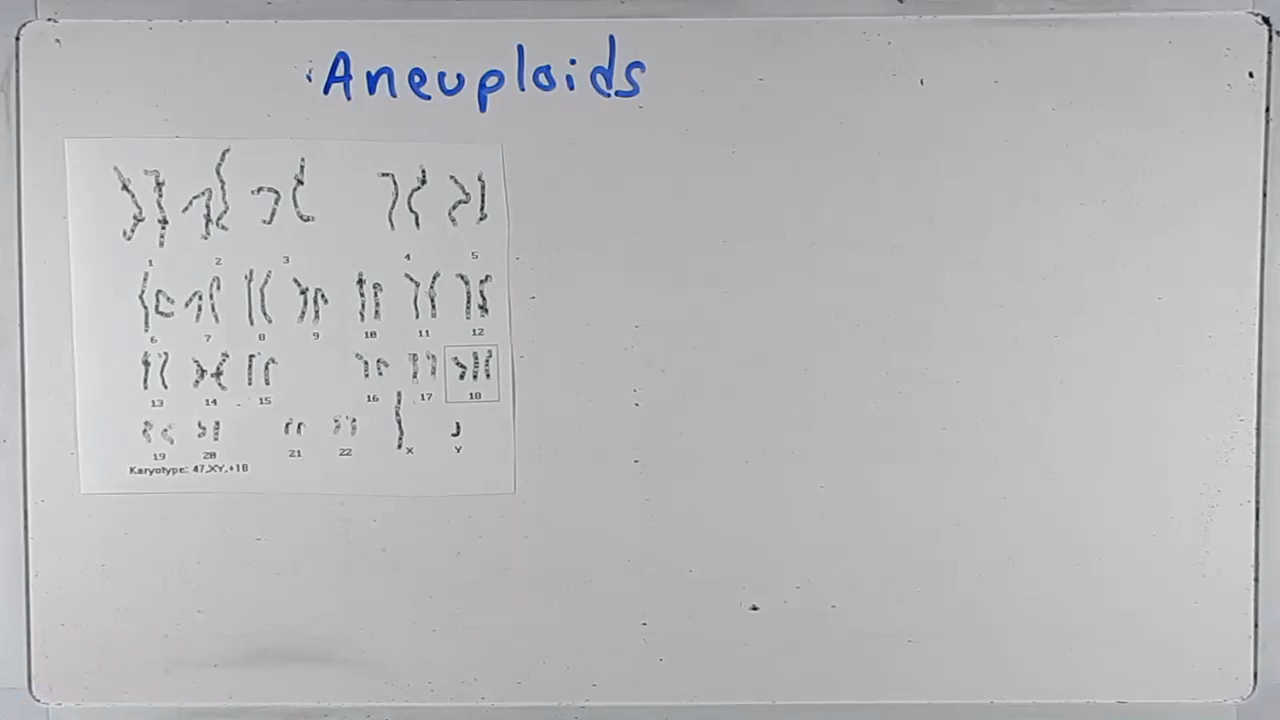 Aneuploids
1 2 3 4 5
6 7 8 9 10 11 12
13 14 15 16 17 18
19 20 21 22 X Y
Karyotype: 47,XY,+18